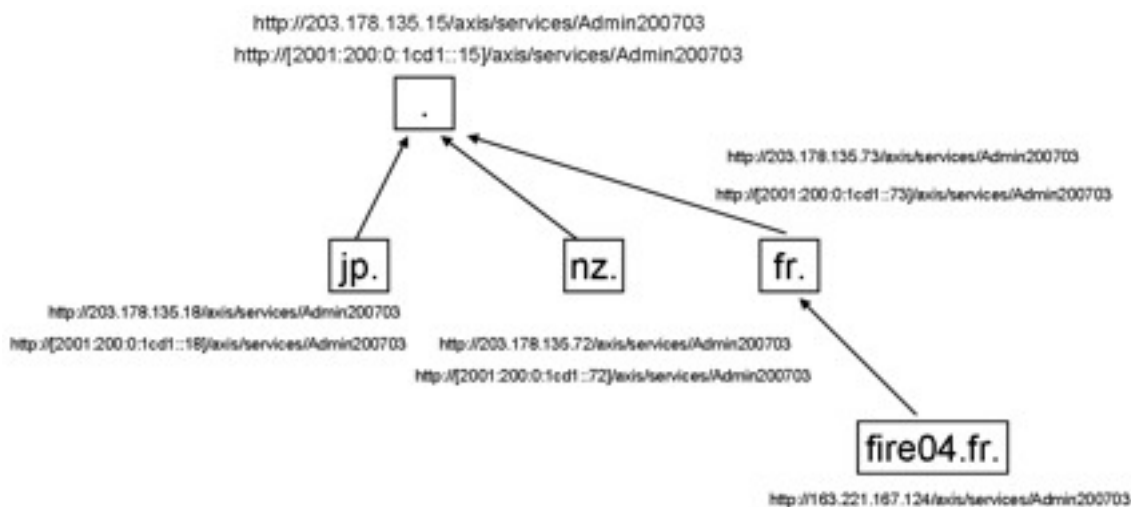 http://203.178.135.15/axis/services/Admin200703
http://[2001:200:0:1cd1::15]/axis/services/Admin200703
.
http://203.178.135.73/axis/services/Admin200703
http://[2001:200:0:1cd1::73]/axis/services/Admin200703
jp.
nz.
fr.
http://203.178.135.18/axis/services/Admin200703
http://[2001:200:0:1cd1::18]/axis/services/Admin200703
http://203.178.135.72/axis/services/Admin200703
http://[2001:200:0:1cd1::72]/axis/services/Admin200703
fire04.fr.
http://163.221.167.124/axis/services/Admin200703